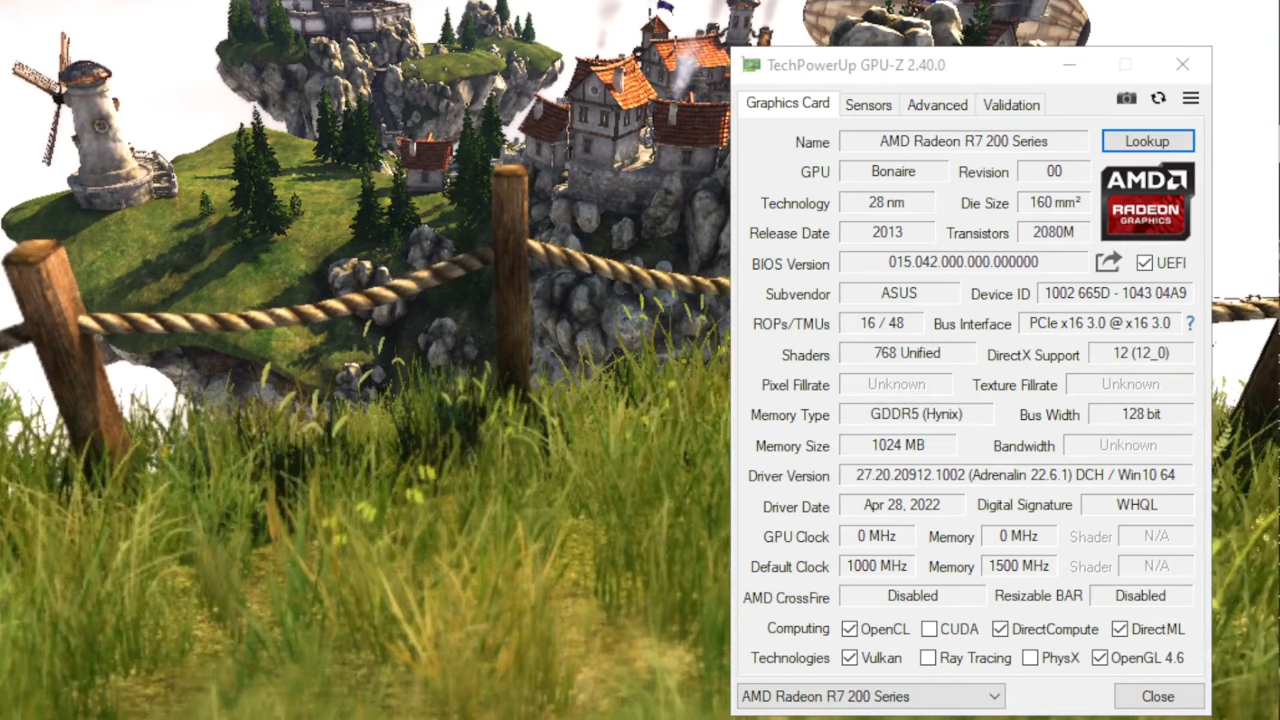 TechPowerUp GPU-Z 2.40.0
Graphics Card Sensors Advanced Validation
Name AMD Radeon R7 200 Series Lookup
GPU Bonaire Revision 00
AMD
RADEON
GRAPHICS
Technology 28 nm Die Size 160 mm²
Release Date 2013 Transistors 2080M
BIOS Version 015.042.000.000.000000 UEFI
Subvendor ASUS Device ID 1002 665D - 1043 04A9
ROPs/TMUs 16 / 48 Bus Interface PCIe x16 3.0 @ x16 3.0 ?
Shaders 768 Unified DirectX Support 12 (12_0)
Pixel Fillrate Unknown Texture Fillrate Unknown
Memory Type GDDR5 (Hynix) Bus Width 128 bit
Memory Size 1024 MB Bandwidth Unknown
Driver Version 27.20.20912.1002 (Adrenalin 22.6.1) DCH / Win10 64
Driver Date Apr 28, 2022 Digital Signature WHQL
GPU Clock 0 MHz Memory 0 MHz Shader N/A
Default Clock 1000 MHz Memory 1500 MHz Shader N/A
AMD CrossFire Disabled Resizable BAR Disabled
Computing OpenCL CUDA DirectCompute DirectML
Technologies Vulkan Ray Tracing PhysX OpenGL 4.6
AMD Radeon R7 200 Series Close